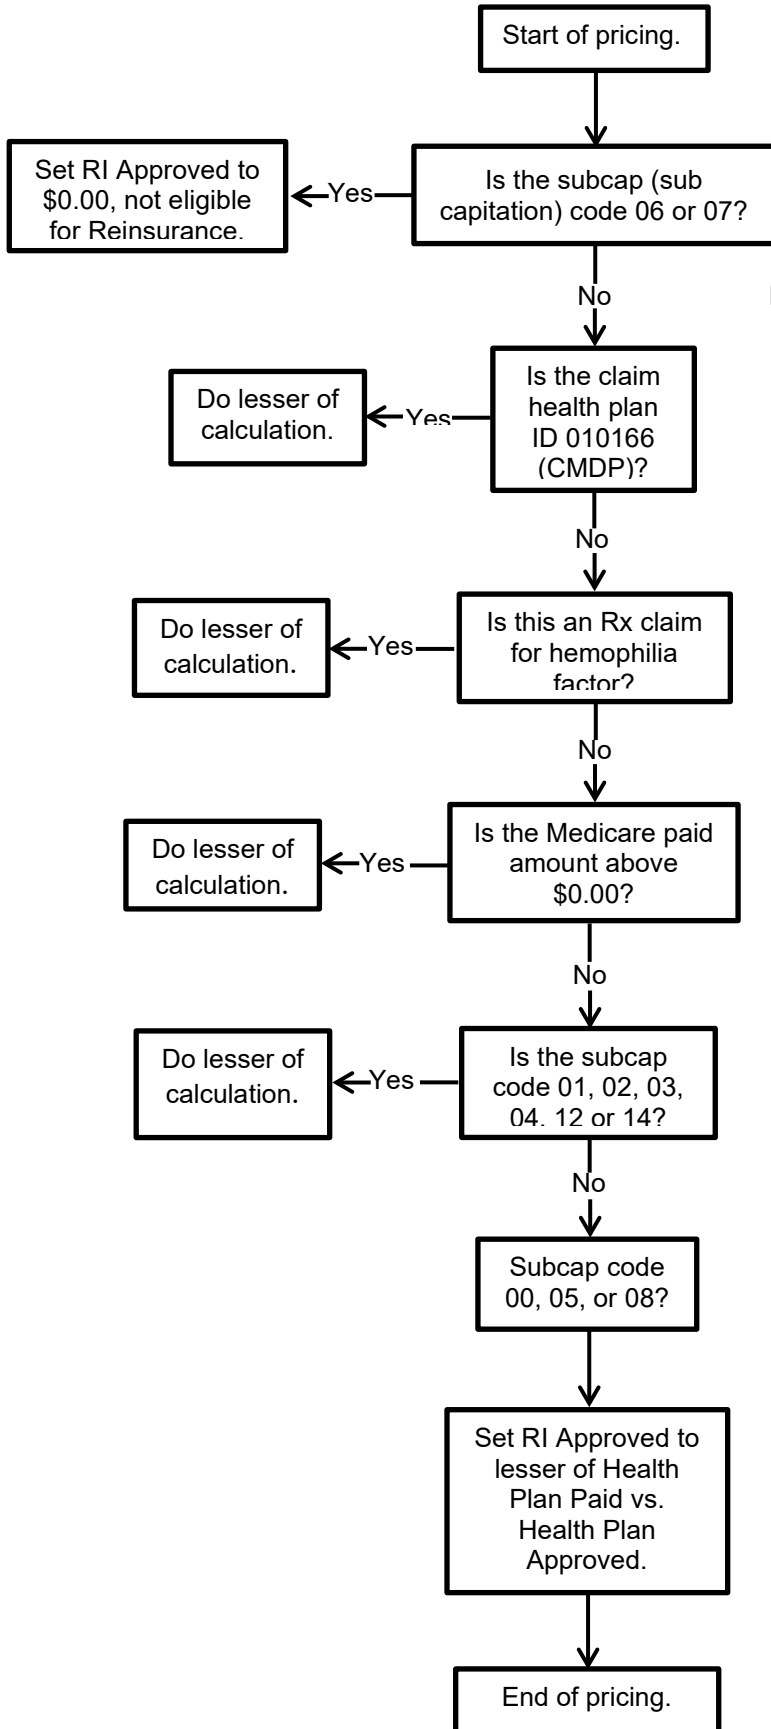 Start of pricing.
Set RI Approved to
$0.00, not eligible
for Reinsurance.
Yes
Is the subcap (sub
capitation) code 06 or 07?
No
Do lesser of
calculation.
Yes
Is the claim
health plan
ID 010166
(CMDP)?
No
Do lesser of
calculation.
Yes
Is this an Rx claim
for hemophilia
factor?
No
Do lesser of
calculation.
Yes
Is the Medicare paid
amount above
$0.00?
No
Do lesser of
calculation.
Yes
Is the subcap
code 01, 02, 03,
04, 12 or 14?
No
Subcap code
00, 05, or 08?
Set RI Approved to
lesser of Health
Plan Paid vs.
Health Plan
Approved.
End of pricing.